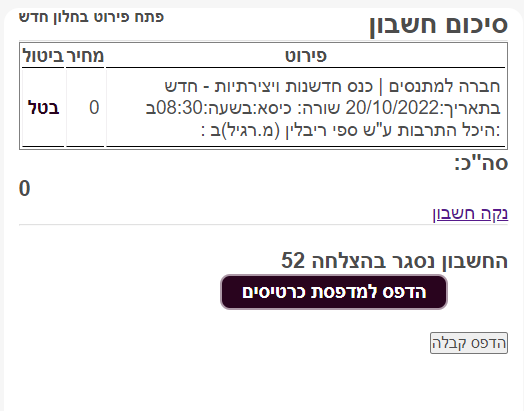 סיכום חשבון
פתח פירוט בחלון חדש
פירוט מחיר ביטול
חברה למתנסים | כנס חדשנות ויצירתיות - חדש
בתאריך:20/10/2022 שורה: כיסא:בשעה:08:30ב
:היכל התרבות ע"ש ספי ריבלין (מ.רגיל)ב :
0
בטל
סה"כ:
0
נקה חשבון
החשבון נסגר בהצלחה 52
הדפס למדפסת כרטיסים
הדפס קבלה